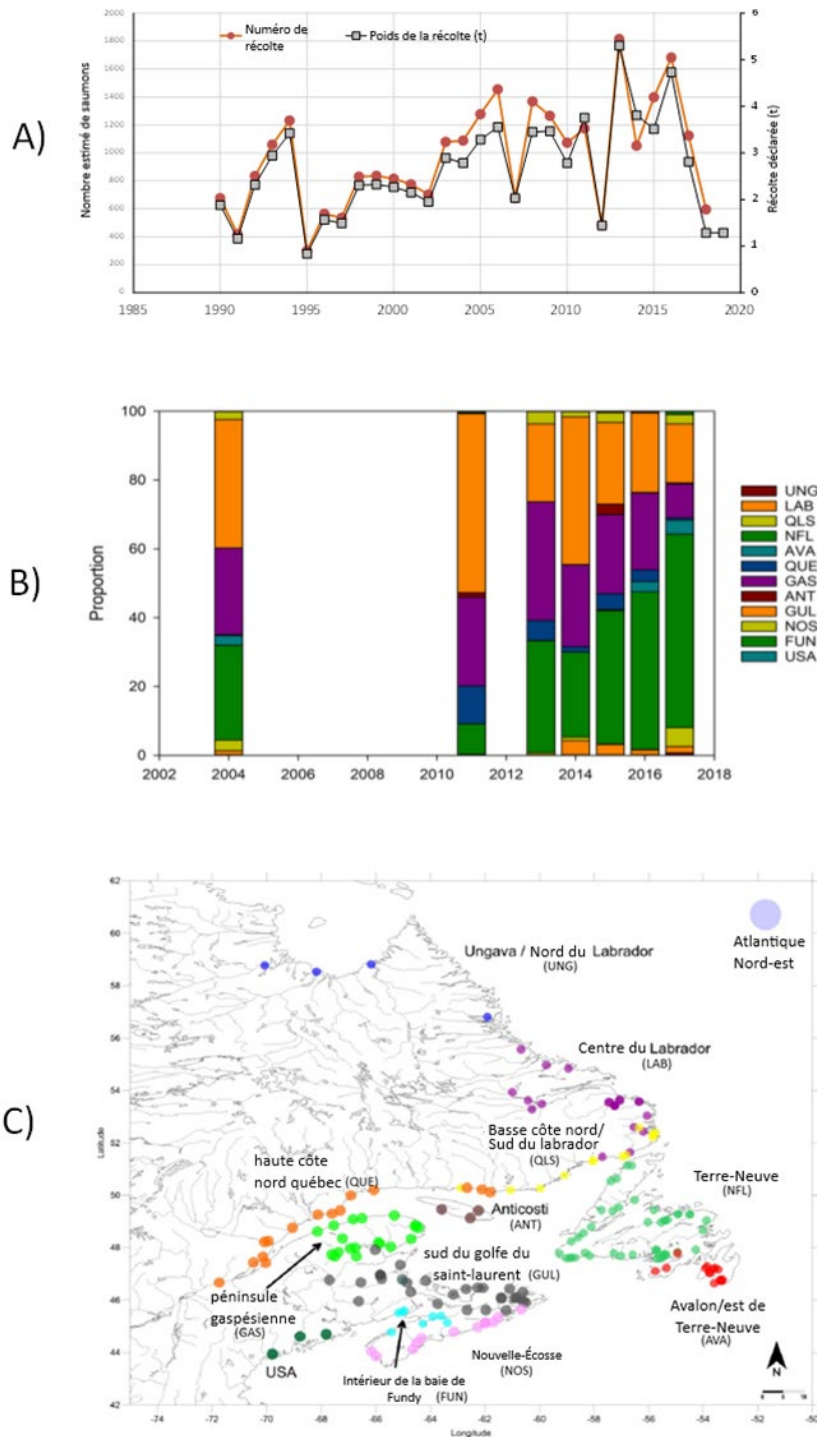 A)
Nombre estimé de saumons
2000
1800
1600
1400
1200
1000
800
600
400
200
0
Numéro de
récolte
Poids de la récolte (t)
6
5
4
3
2
1
0
Récolte déclarée (t)
1985 1990 1995 2000 2005 2010 2015 2020
B)
Proportion
100
80
60
40
20
0
2002 2004 2006 2008 2010 2012 2014 2016 2018
UNG
LAB
QLS
NFL
AVA
QUE
GAS
ANT
GUL
NOS
FUN
USA
C)
Latitude
62
60
58
56
54
52
50
48
46
44
42
Ungava / Nord du Labrador
(UNG)
Atlantique
Nord-est
Centre du Labrador
(LAB)
Basse côte nord/
Sud du labrador
(QLS)
haute côte
nord québec (QUE)
Terre-Neuve
(NFL)
Anticosti
(ANT)
sud du golfe du
saint-laurent (GUL)
péninsule
gaspésienne
(GAS)
Avalon/est de
Terre-Neuve
(AVA)
USA
Nouvelle-Écosse
(NOS)
Intérieur de la baie de
Fundy (FUN)
N
-74 -72 -70 -68 -66 -64 -62 -60 -58 -56 -54 -52 -50
Longitude